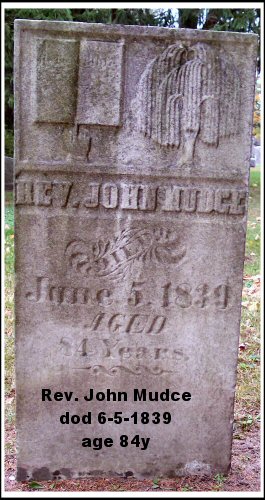 REV. JOHN MUDGE
DIED
June 5. 1839
AGED
84 Years.
Rev. John Mudce
dod 6-5-1839
age 84y